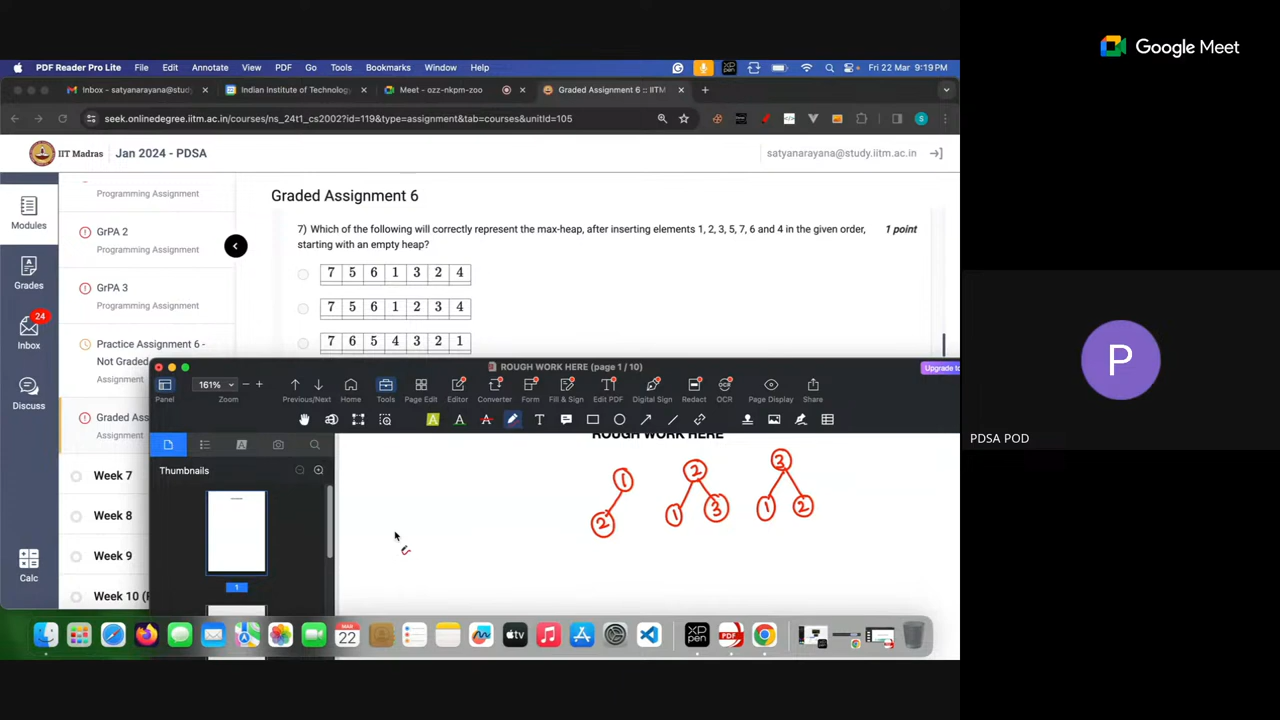 Google Meet
PDF Reader Pro Lite File Edit Annotate View PDF Go Tools Bookmarks Window Help Fri 22 Mar 9:19 PM
Inbox - satyanarayana@study. Indian Institute of Technology Meet - ozz-nkpm-zoo Graded Assignment 6 :: IITM
seek.onlinedegree.iitm.ac.in/courses/ns_24t1_cs2002?id=119&type=assignment&tab=courses&unitId=105
S
IIT Madras Jan 2024 - PDSA satyanarayana@study.iitm.ac.in
Modules
Grades
24
Inbox
Discuss
Calc
Programming Assignment
GrPA 2
Programming Assignment
GrPA 3
Programming Assignment
Practice Assignment 6 -
Not Graded
Assignment
Graded Ass
Assignment
Week 7
Week 8
Week 9
Week 10 (
Graded Assignment 6
7) Which of the following will correctly represent the max-heap, after inserting elements 1, 2, 3, 5, 7, 6 and 4 in the given order, 1 point
starting with an empty heap?
7 5 6 1 3 2 4
7 5 6 1 2 3 4
7 6 5 4 3 2 1
ROUGH WORK HERE (page 1 / 10)
Upgrade to
161%
Panel Zoom Previous/Next Home Tools Page Edit Editor Converter Form Fill & Sign Edit PDF Digital Sign Redact OCR Page Display Share
Thumbnails
1
ROUGH WORK HERE
1 2 3
2 1 3 1 2
MAR
22
tv
XP
PEN
PDF
P
PDSA POD